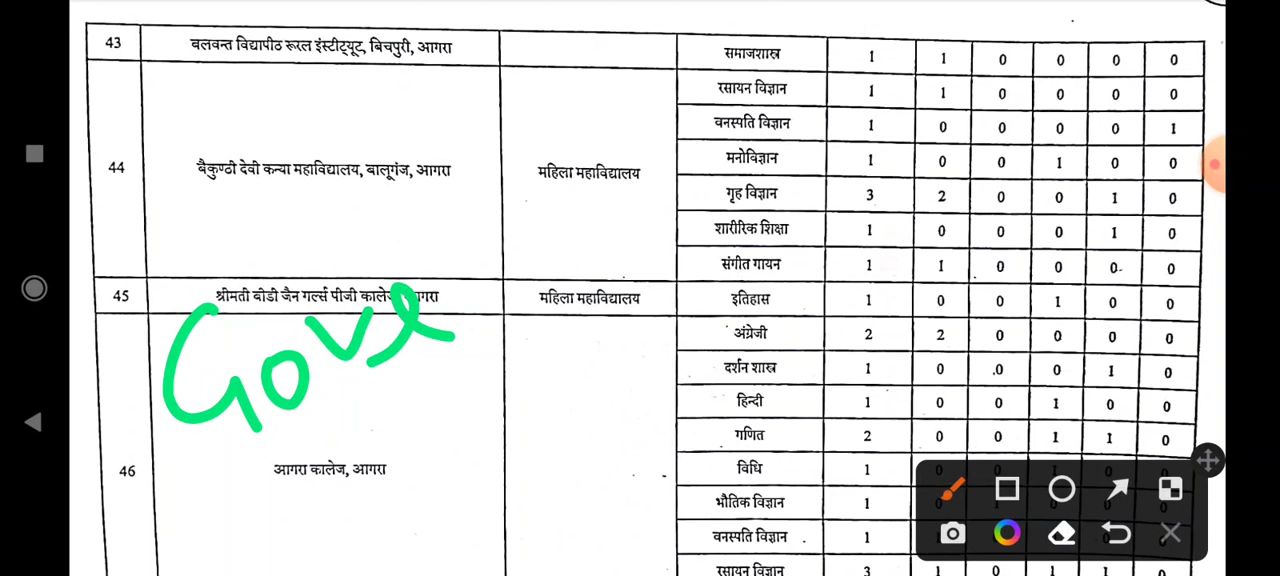 43 बलवन्त विद्यापीठ रूरल इंस्टीट्यूट, बिचपुरी, आगरा समाजशास्त्र 1 1 0 0 0 0
44 बैकुण्ठी देवी कन्या महाविद्यालय, बालूगंज, आगरा महिला महाविद्यालय
रसायन विज्ञान 1 1 0 0 0 0
वनस्पति विज्ञान 1 0 0 0 0 1
मनोविज्ञान 1 0 0 1 0 0
गृह विज्ञान 3 2 0 0 1 0
शारीरिक शिक्षा 1 0 0 0 1 0
संगीत गायन 1 1 0 0 0 0
45 श्रीमती बीडी जैन गर्ल्स पीजी कालेज आगरा महिला महाविद्यालय इतिहास 1 0 0 1 0 0
Gove
46 आगरा कालेज, आगरा
अंग्रेजी 2 2 0 0 0 0
दर्शन शास्त्र 1 0 0 0 1 0
हिन्दी 1 0 0 1 0 0
गणित 2 0 0 1 1 0
विधि 1
भौतिक विज्ञान 1
वनस्पति विज्ञान 1
रसायन विज्ञान 3 1 0 1 1 0